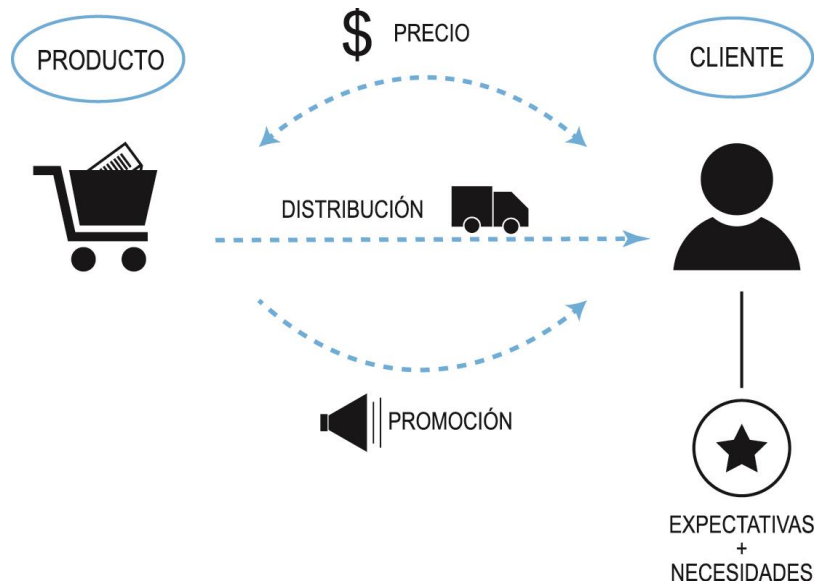 PRODUCTO
$ PRECIO
CLIENTE
DISTRIBUCIÓN
PROMOCIÓN
EXPECTATIVAS
+
NECESIDADES